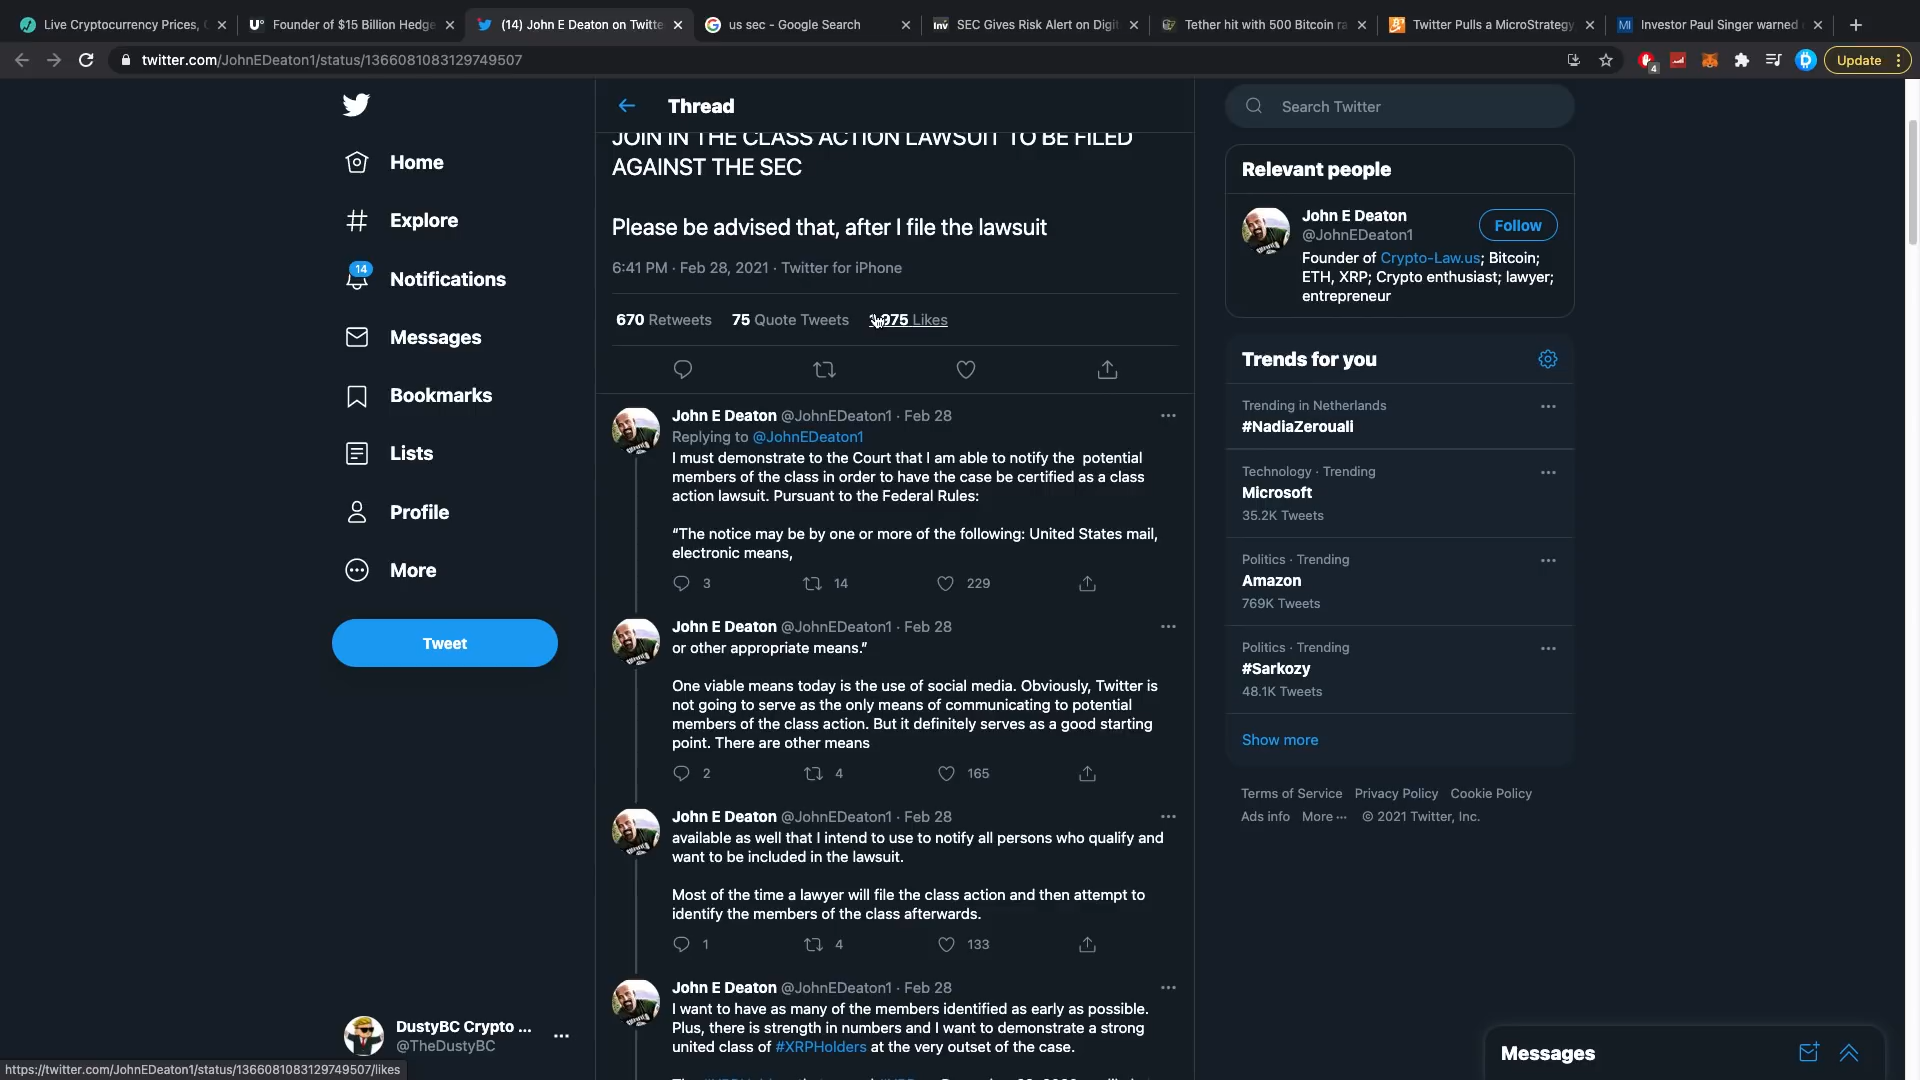 Live Cryptocurrency Prices,
Founder of $15 Billion Hedge
(14) John E Deaton on Twitte
us sec - Google Search
inv
SEC Gives Risk Alert on Digit
Tether hit with 500 Bitcoin ra
Twitter Pulls a MicroStrategy
MI
Investor Paul Singer warned
twitter.com/JohnEDeaton1/status/1366081083129749507
4
Update
Home
Explore
14
Notifications
Messages
Bookmarks
Lists
Profile
More
Tweet
DustyBC Crypto ...
@TheDustyBC
https://twitter.com/JohnEDeaton1/status/1366081083129749507/likes
Thread
JOIN IN THE CLASS ACTION LAWSUIT TO BE FILED
AGAINST THE SEC
Please be advised that, after I file the lawsuit
6:41 PM · Feb 28, 2021 · Twitter for iPhone
670 Retweets 75 Quote Tweets 975 Likes
John E Deaton @JohnEDeaton1 · Feb 28
Replying to @JohnEDeaton1
I must demonstrate to the Court that I am able to notify the potential
members of the class in order to have the case be certified as a class
action lawsuit. Pursuant to the Federal Rules:
“The notice may be by one or more of the following: United States mail,
electronic means,
3 14 229
John E Deaton @JohnEDeaton1 · Feb 28
or other appropriate means.”
One viable means today is the use of social media. Obviously, Twitter is
not going to serve as the only means of communicating to potential
members of the class action. But it definitely serves as a good starting
point. There are other means
2 4 165
John E Deaton @JohnEDeaton1 · Feb 28
available as well that I intend to use to notify all persons who qualify and
want to be included in the lawsuit.
Most of the time a lawyer will file the class action and then attempt to
identify the members of the class afterwards.
1 4 133
John E Deaton @JohnEDeaton1 · Feb 28
I want to have as many of the members identified as early as possible.
Plus, there is strength in numbers and I want to demonstrate a strong
united class of #XRPHolders at the very outset of the case.
Search Twitter
Relevant people
John E Deaton
@JohnEDeaton1
Follow
Founder of Crypto-Law.us; Bitcoin;
ETH, XRP; Crypto enthusiast; lawyer;
entrepreneur
Trends for you
Trending in Netherlands
#NadiaZerouali
Technology · Trending
Microsoft
35.2K Tweets
Politics · Trending
Amazon
769K Tweets
Politics · Trending
#Sarkozy
48.1K Tweets
Show more
Terms of Service Privacy Policy Cookie Policy
Ads info More ··· © 2021 Twitter, Inc.
Messages